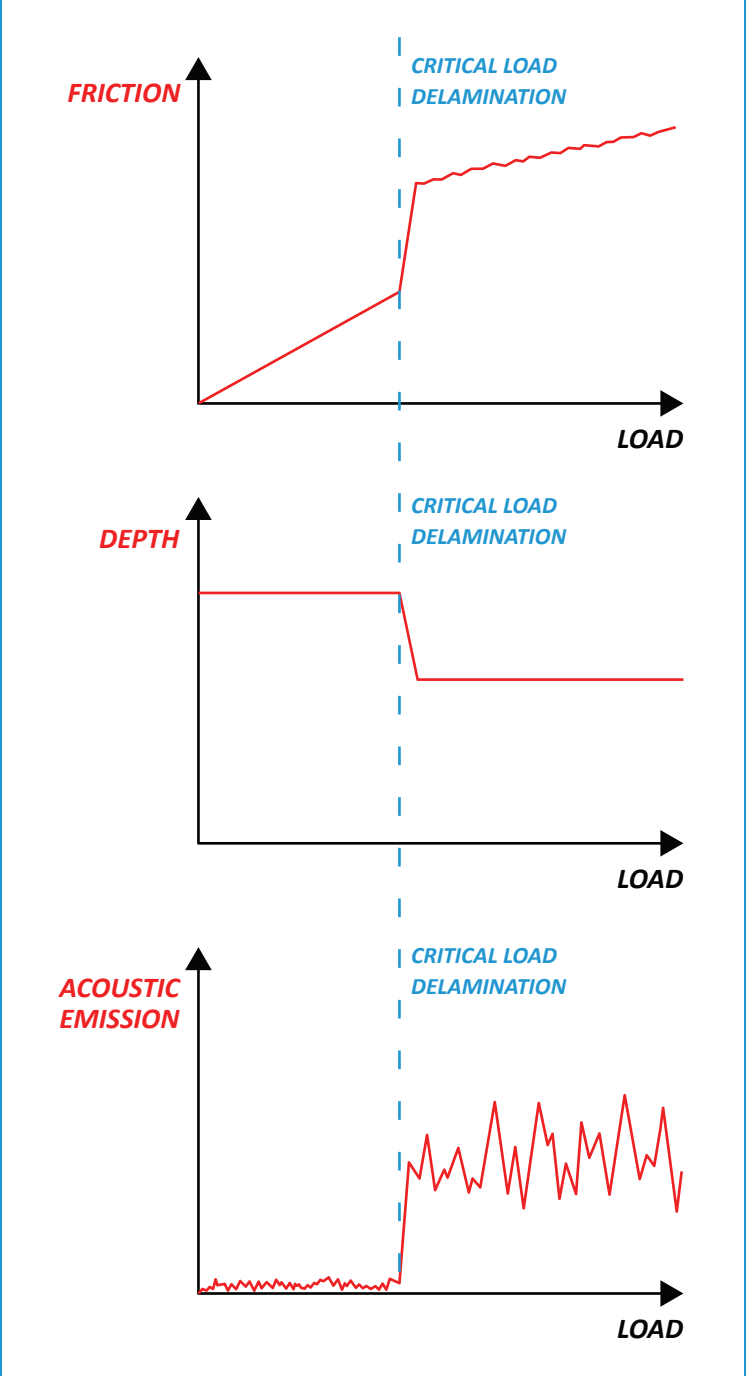 FRICTION
CRITICAL LOAD
DELAMINATION
LOAD
DEPTH
CRITICAL LOAD
DELAMINATION
LOAD
ACOUSTIC
EMISSION
CRITICAL LOAD
DELAMINATION
LOAD